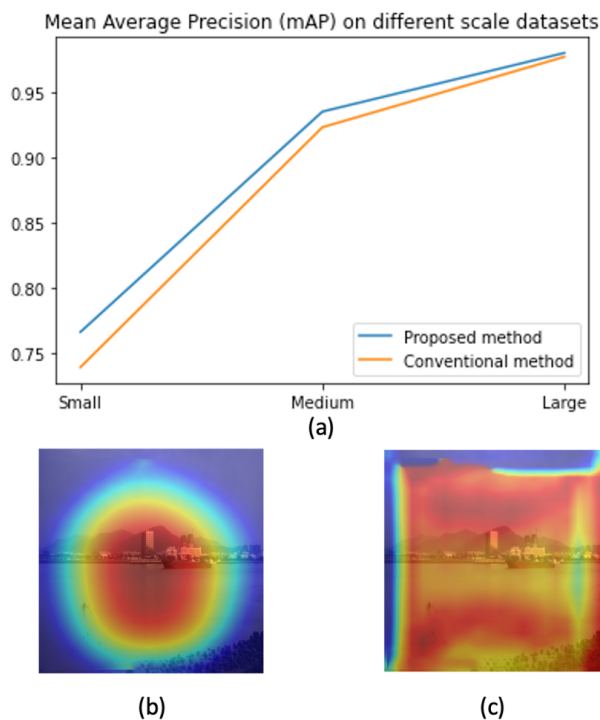 Mean Average Precision (mAP) on different scale datasets
0.95
0.90
0.85
0.80
0.75
Proposed method
Conventional method
Small Medium Large
(a)
(b) (c)